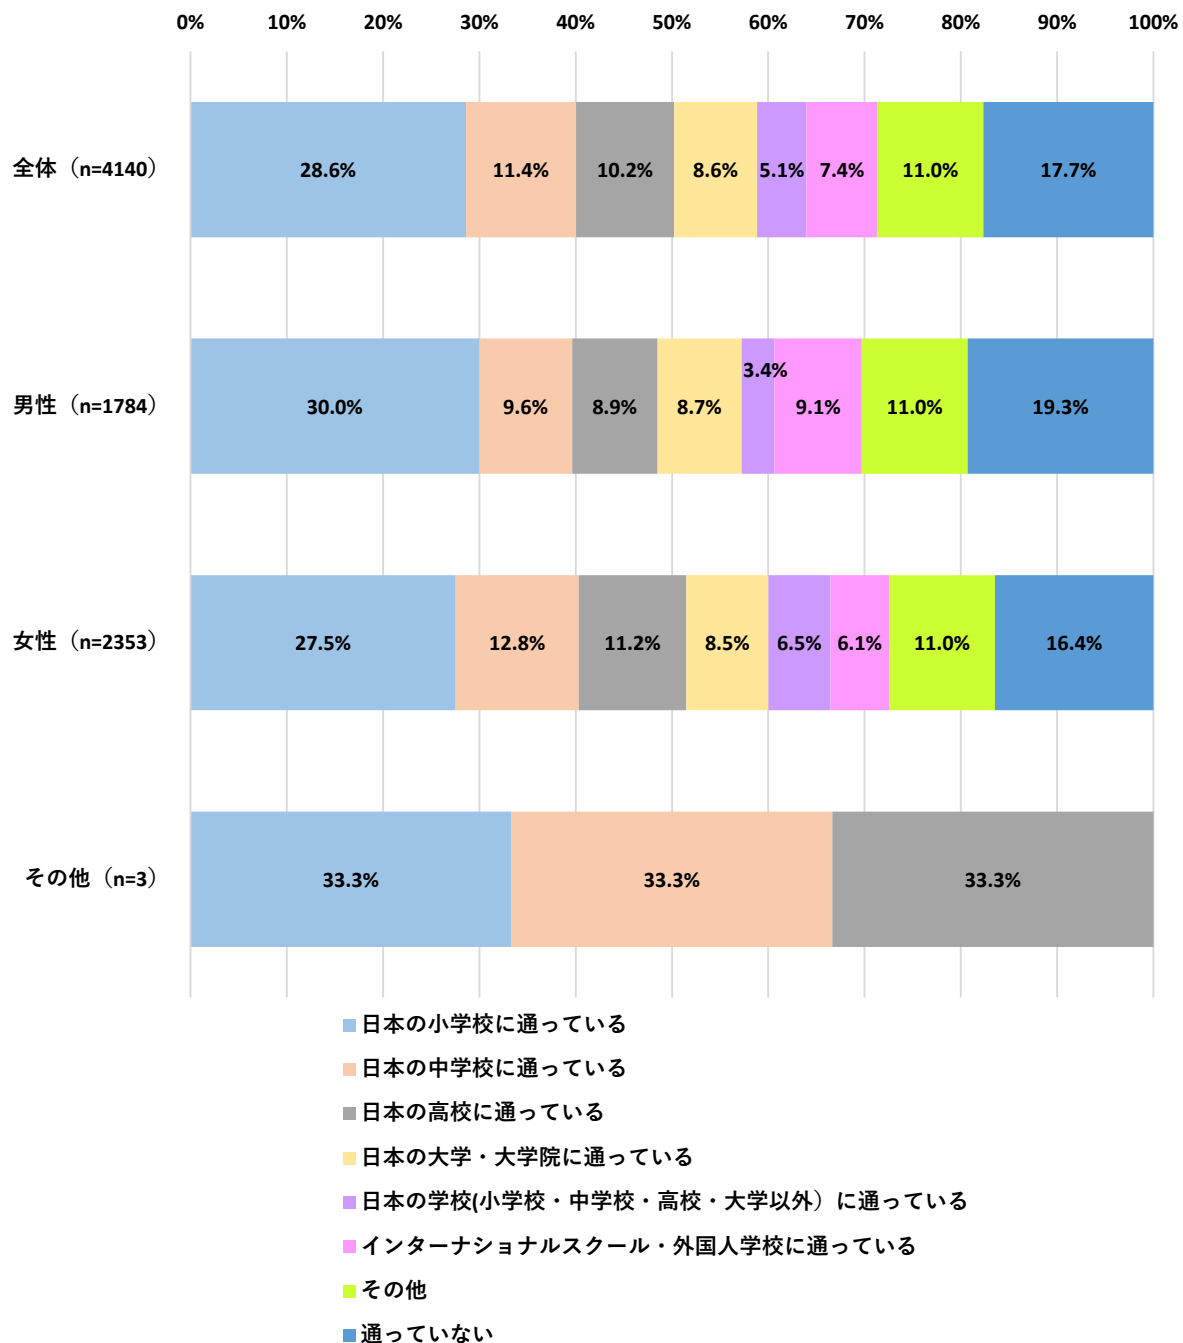 0% 10% 20% 30% 40% 50% 60% 70% 80% 90% 100%
全体（n=4140） 28.6% 11.4% 10.2% 8.6% 5.1% 7.4% 11.0% 17.7%
男性（n=1784） 30.0% 9.6% 8.9% 8.7% 3.4% 9.1% 11.0% 19.3%
女性（n=2353） 27.5% 12.8% 11.2% 8.5% 6.5% 6.1% 11.0% 16.4%
その他（n=3） 33.3% 33.3% 33.3%
日本の小学校に通っている
日本の中学校に通っている
日本の高校に通っている
日本の大学・大学院に通っている
日本の学校(小学校・中学校・高校・大学以外）に通っている
インターナショナルスクール・外国人学校に通っている
その他
通っていない